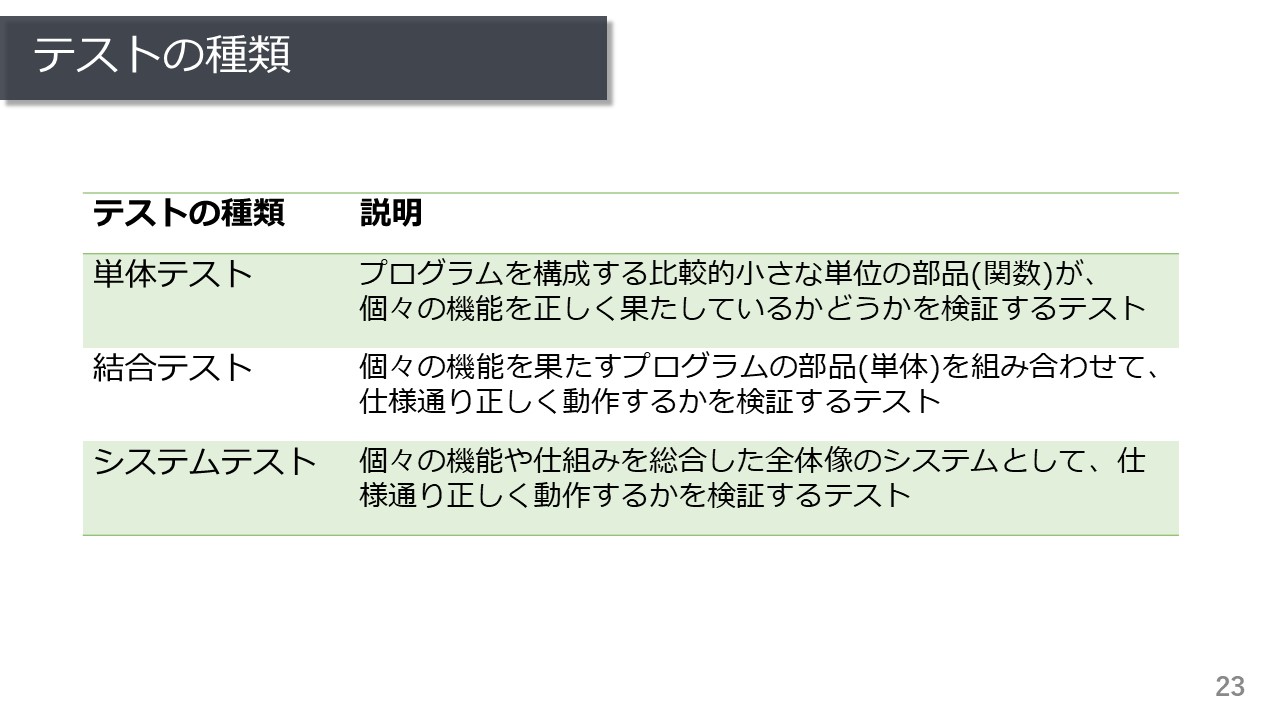 テストの種類
テストの種類 説明
単体テスト プログラムを構成する比較的小さな単位の部品(関数)が、
個々の機能を正しく果たしているかどうかを検証するテスト
結合テスト 個々の機能を果たすプログラムの部品(単体)を組み合わせて、
仕様通り正しく動作するかを検証するテスト
システムテスト 個々の機能や仕組みを総合した全体像のシステムとして、仕
様通り正しく動作するかを検証するテスト
23